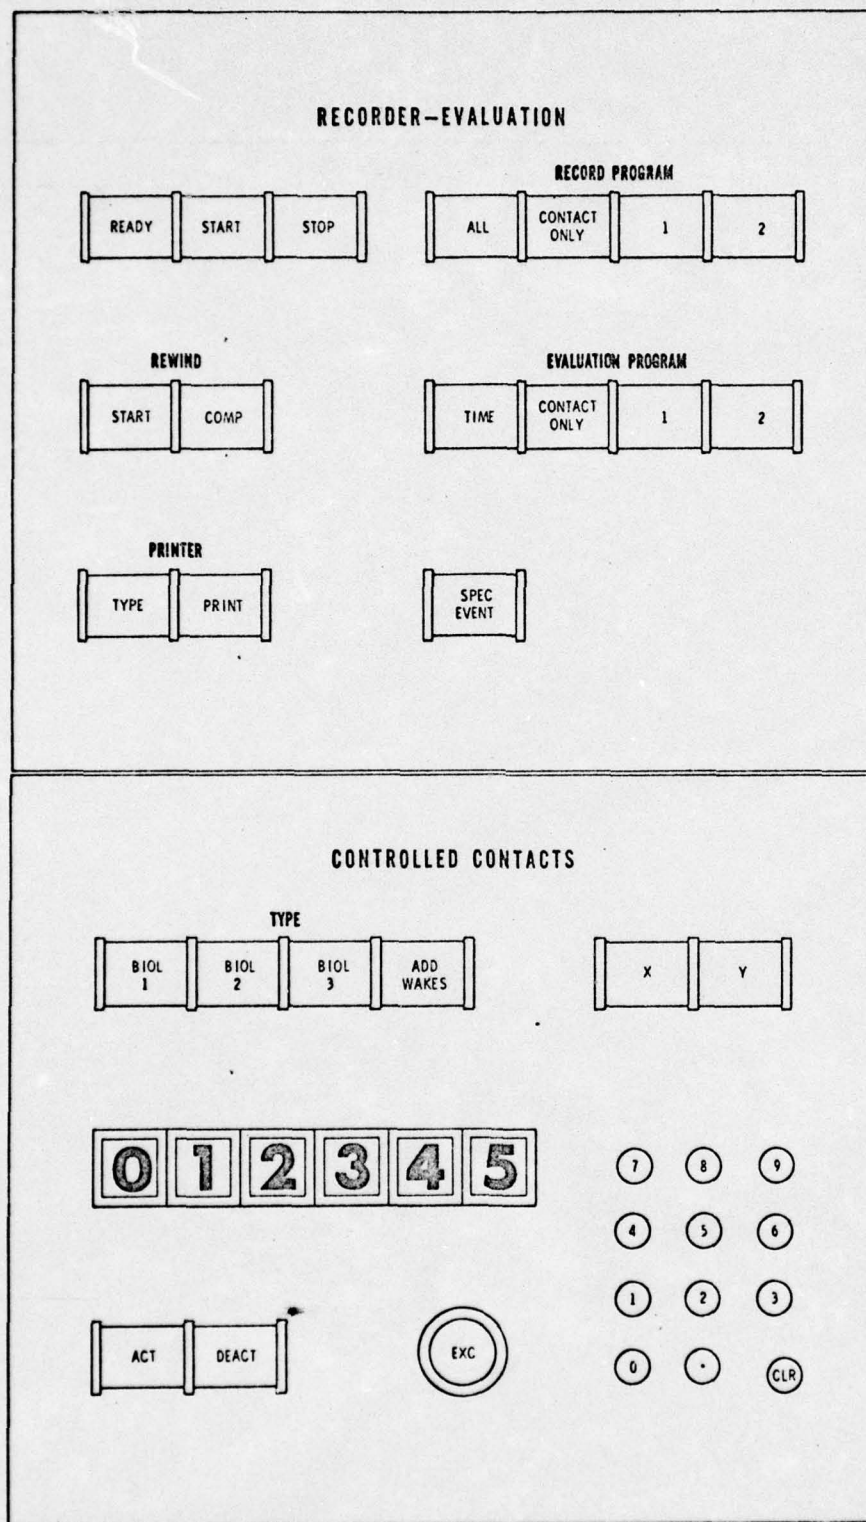 RECORDER-EVALUATION
RECORD PROGRAM
READY START STOP
ALL CONTACT ONLY 1 2
REWIND
EVALUATION PROGRAM
START COMP
TIME CONTACT ONLY 1 2
PRINTER
TYPE PRINT
SPEC
EVENT
CONTROLLED CONTACTS
TYPE
BIOL 1 BIOL 2 BIOL 3 ADD WAKES
X Y
0 1 2 3 4 5
7 8 9
4 5 6
1 2 3
0 . CLR
ACT DEACT
EXC